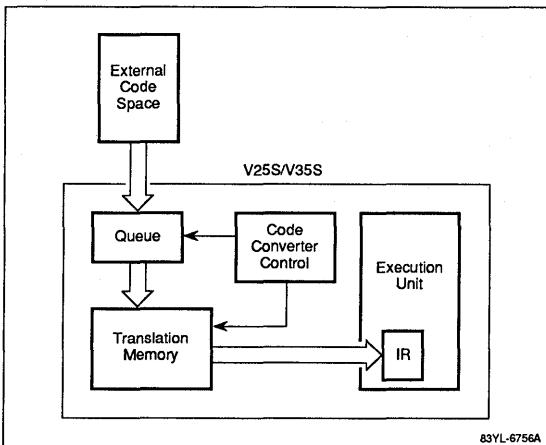 External
Code
Space
V25S/V35S
Queue
Code
Converter
Control
Execution
Unit
Translation
Memory
IR
83YL-6756A